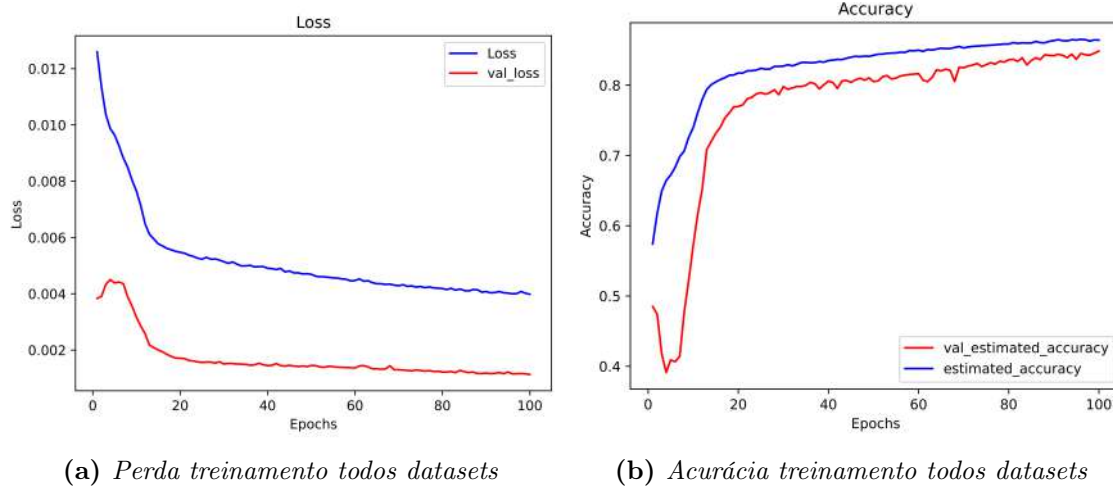 Loss
0.012
0.010
0.008
0.006
0.004
0.002
Loss
Loss
val_loss
0 20 40 60 80 100
Epochs
(a) Perda treinamento todos datasets
Accuracy
0.8
0.7
0.6
0.5
0.4
Accuracy
val_estimated_accuracy
estimated_accuracy
0 20 40 60 80 100
Epochs
(b) Acurácia treinamento todos datasets